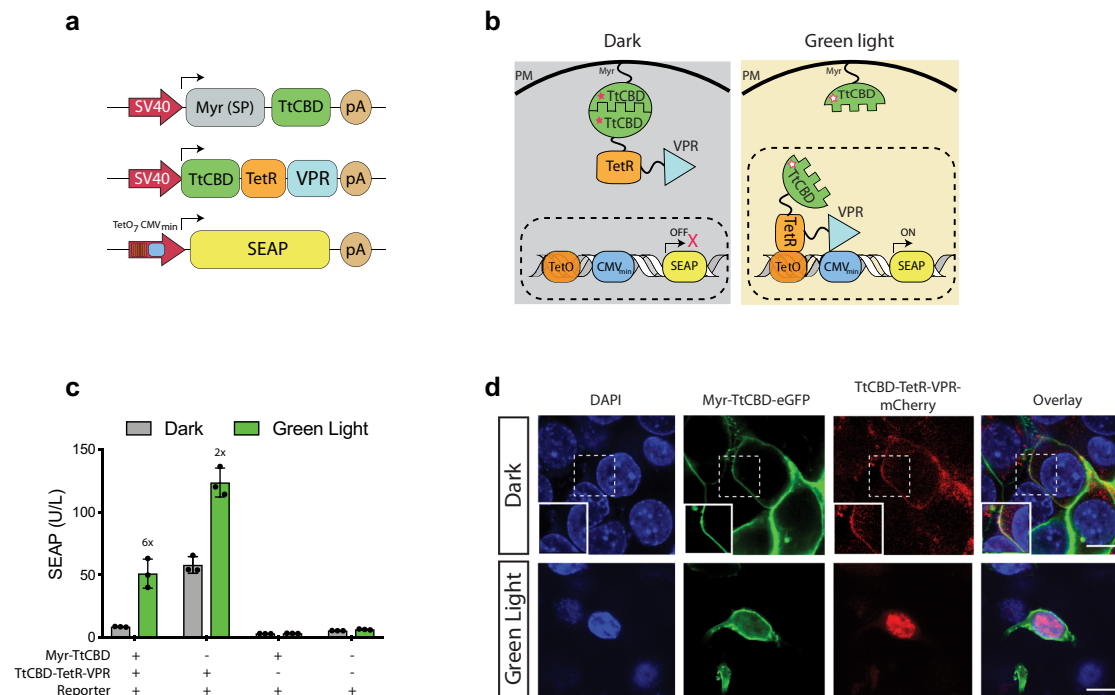 a
SV40 Myr (SP) TtCBD pA
SV40 TtCBD TetR VPR pA
TetO7 CMVmin
SEAP pA
b
Dark Green light
PM Myr TtCBD TtCBD TetR VPR
OFF X
TetO CMVmin SEAP
PM Myr TtCBD
TtCBD TetR VPR
ON
TetO CMVmin SEAP
c
Dark Green Light
SEAP (U/L)
150
100
50
0
6x
2x
Myr-TtCBD + - + -
TtCBD-TetR-VPR + + - -
Reporter + + + +
d
DAPI Myr-TtCBD-eGFP TtCBD-TetR-VPR-
mCherry Overlay
Dark
Green Light